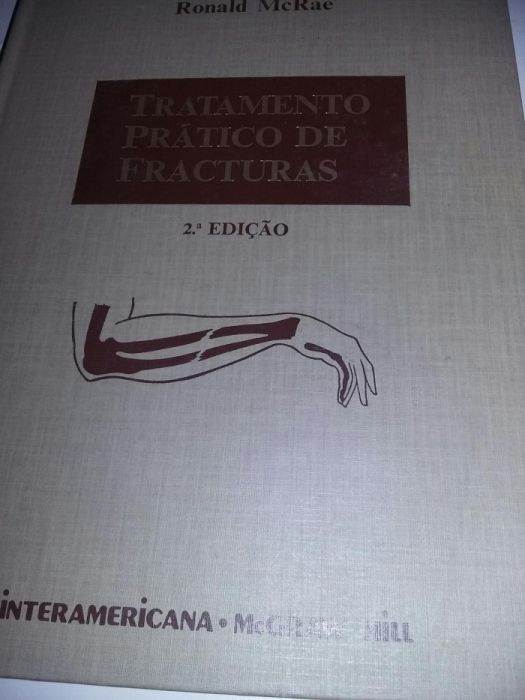 Ronald McRae
TRATAMENTO
PRÁTICO DE
FRACTURAS
2.ª EDIÇÃO
INTERAMERICANA • McGRAW HILL